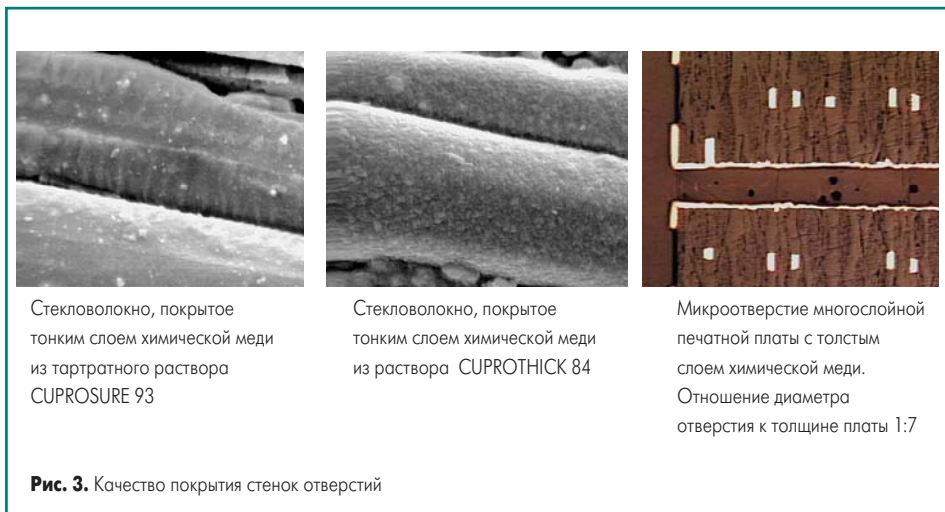 Стекловолокно, покрытое
тонким слоем химической меди
из тартратного раствора
CUPROSURE 93
Стекловолокно, покрытое
тонким слоем химической меди
из раствора CUPROTHICK 84
Микроотверстие многослойной
печатной платы с толстым
слоем химической меди.
Отношение диаметра
отверстия к толщине платы 1:7
Рис. 3. Качество покрытия стенок отверстий